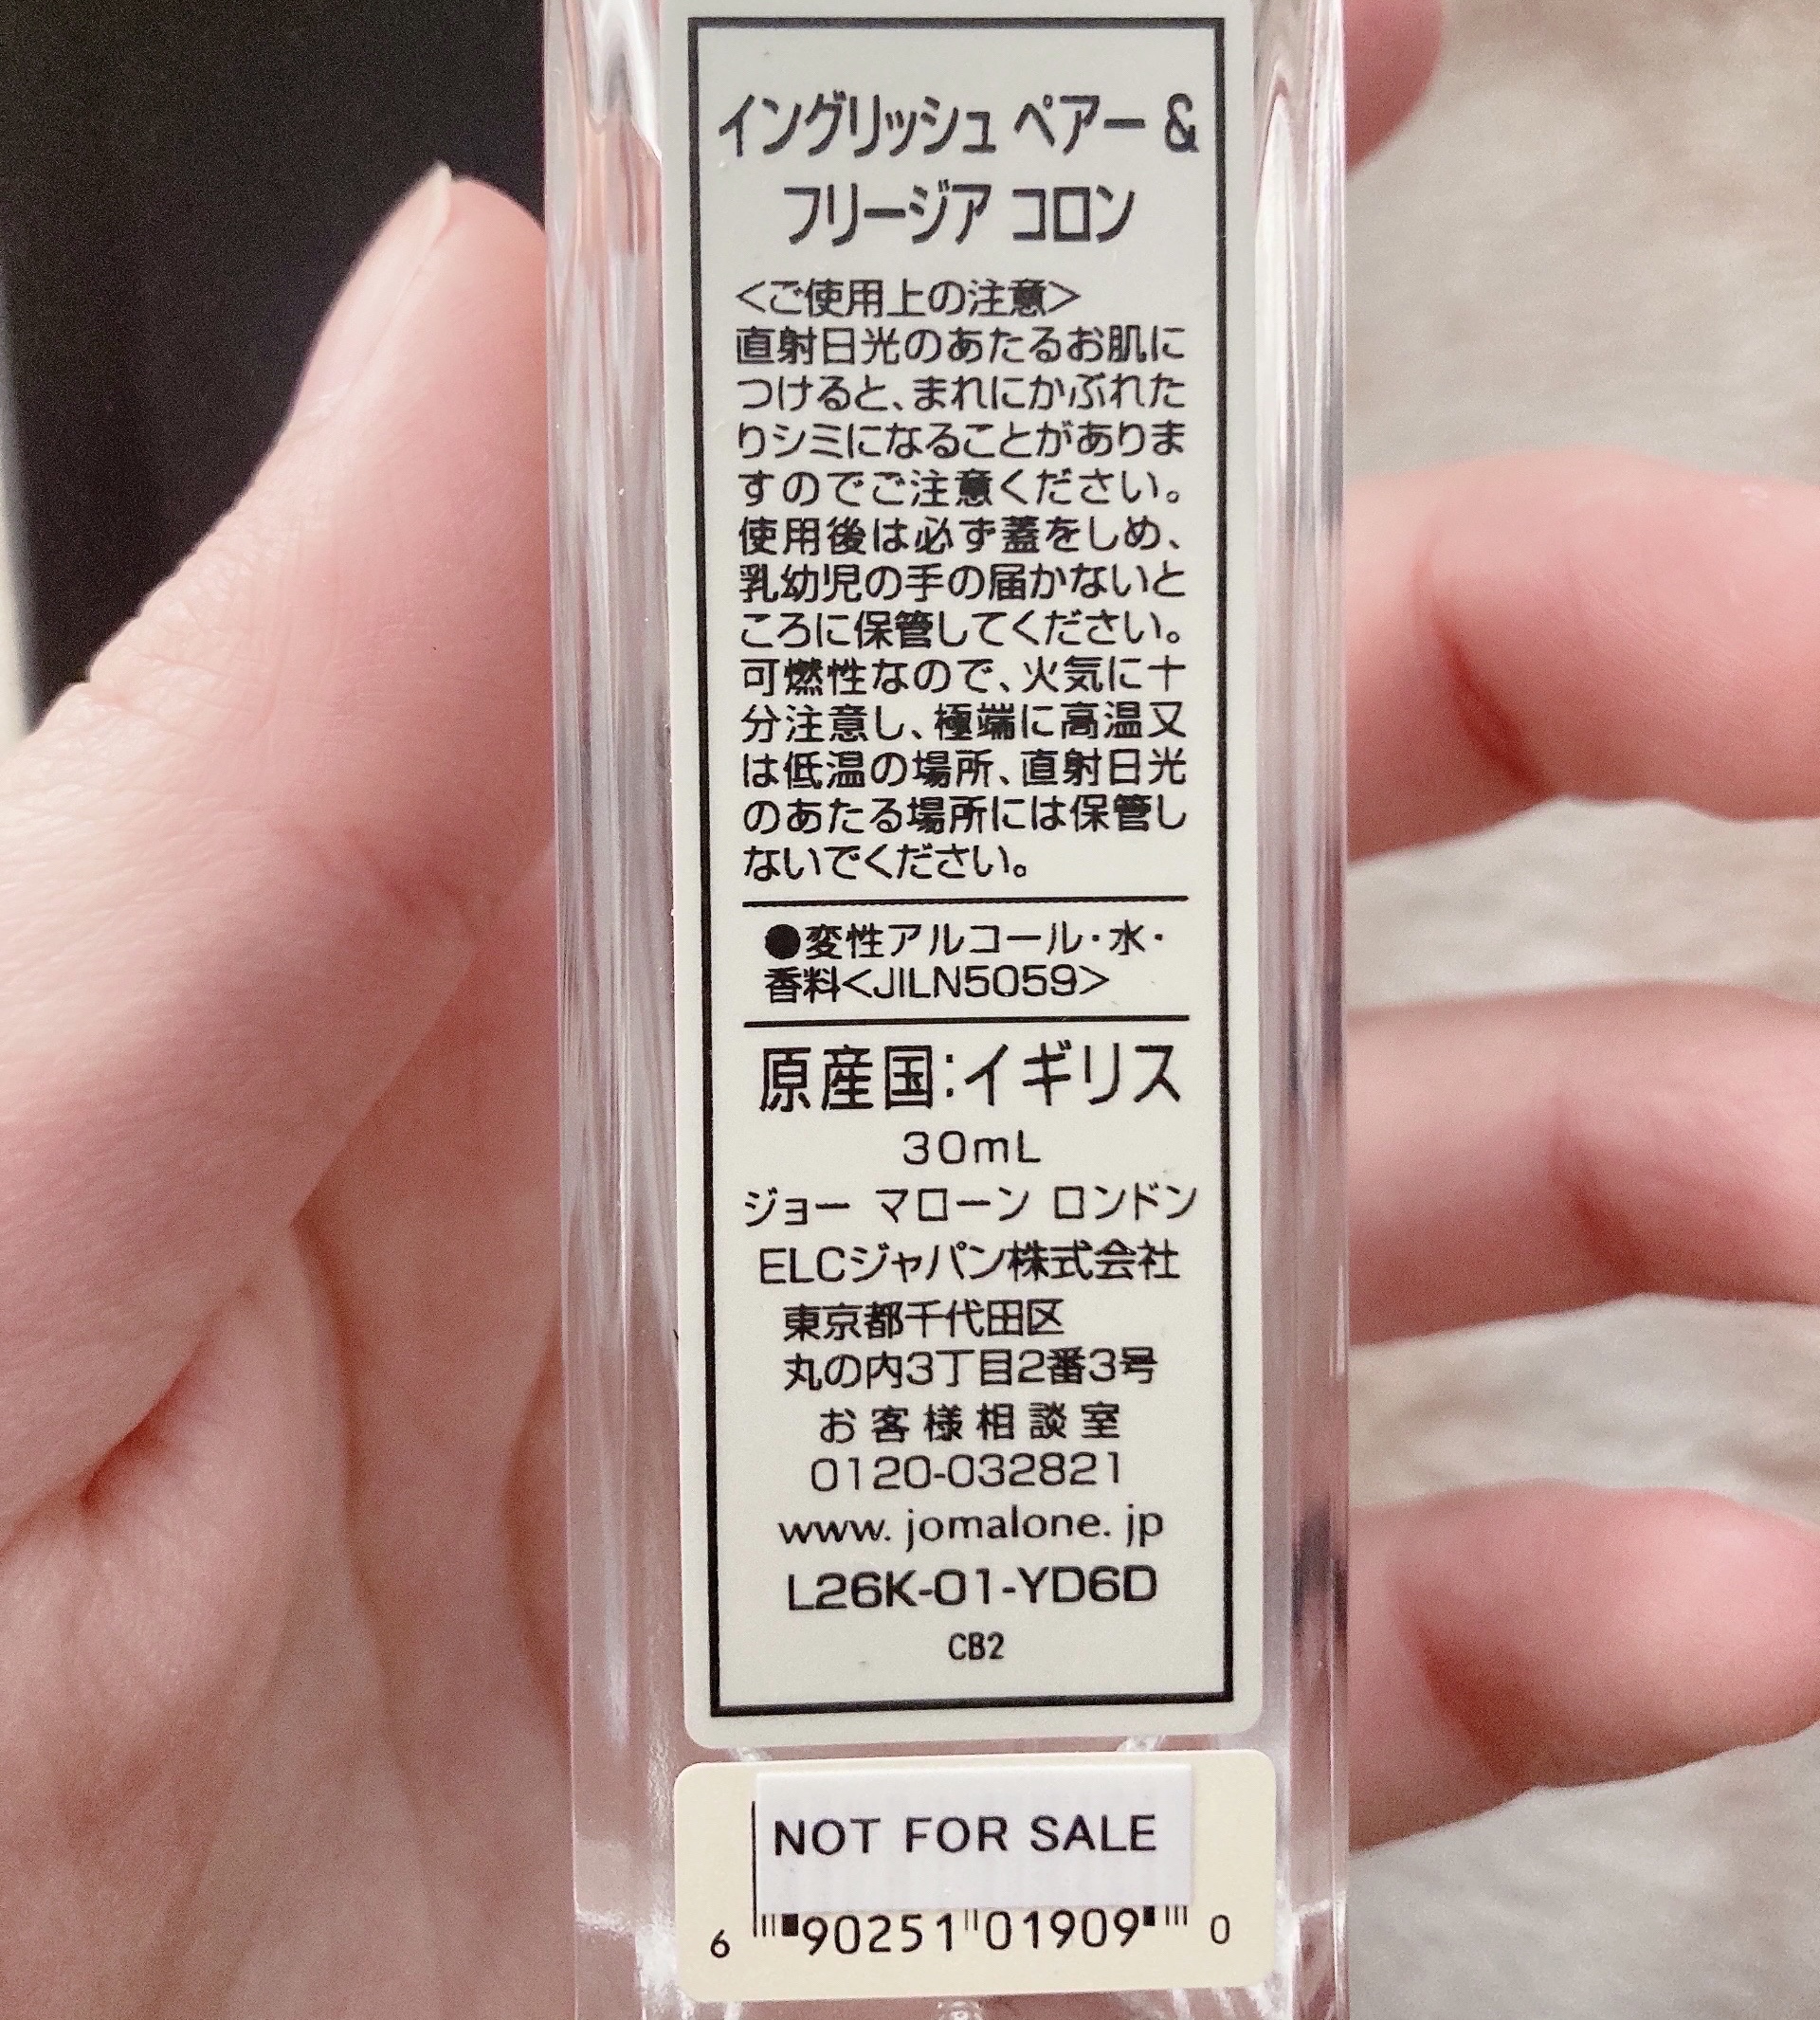 イングリッシュ ペアー &
フリージア コロン
<ご使用上の注意>
直射日光のあたるお肌に
つけると、まれにかぶれた
りシミになることがありま
すのでご注意ください。
使用後は必ず蓋をしめ、
乳幼児の手の届かないと
ころに保管してください。
可燃性なので、火気に十
分注意し、極端に高温又
は低温の場所、直射日光
のあたる場所には保管し
ないでください。
●変性アルコール・水・
香料<JILN5059>
原産国:イギリス
30mL
ジョー マローン ロンドン
ELCジャパン株式会社
東京都千代田区
丸の内3丁目2番3号
お客様相談室
0120-032821
www. jomalone. jp
L26K-01-YD6D
CB2
NOT FOR SALE
6 90251 01909 0